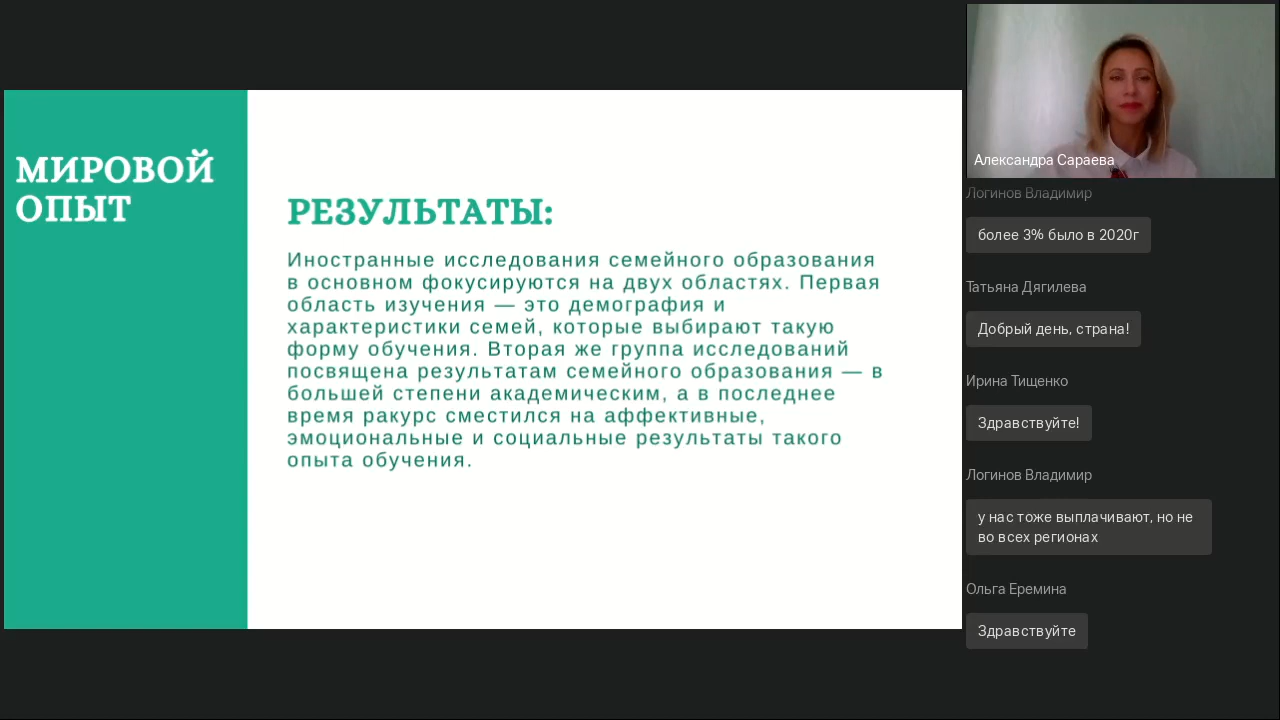 МИРОВОЙ
ОПЫТ
РЕЗУЛЬТАТЫ:
Иностранные исследования семейного образования
в основном фокусируются на двух областях. Первая
область изучения — это демография и
характеристики семей, которые выбирают такую
форму обучения. Вторая же группа исследований
посвящена результатам семейного образования — в
большей степени академическим, а в последнее
время ракурс сместился на аффективные,
эмоциональные и социальные результаты такого
опыта обучения.
Александра Сараева
Логинов Владимир
более 3% было в 2020г
Татьяна Дягилева
Добрый день, страна!
Ирина Тищенко
Здравствуйте!
Логинов Владимир
у нас тоже выплачивают, но не
во всех регионах
Ольга Еремина
Здравствуйте